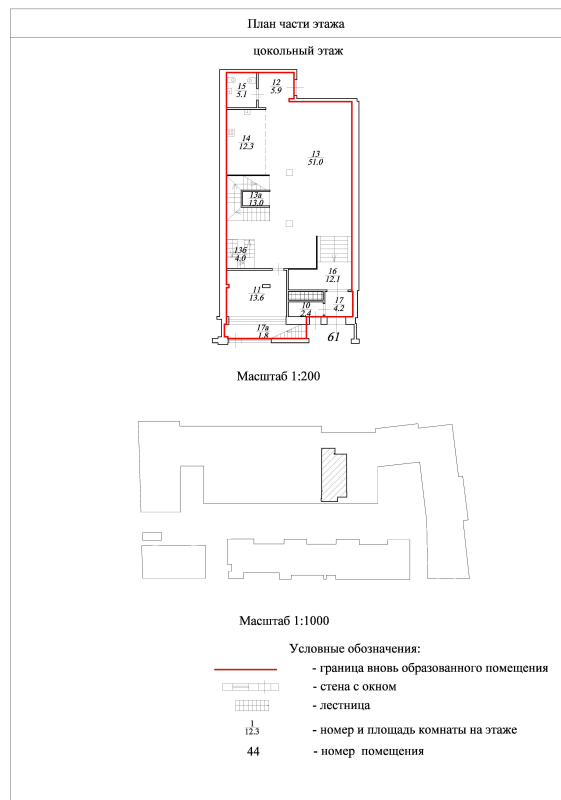 План части этажа
цокольный этаж
15
5.1
12
5.9
14
12.3
13
51.0
13а
13.0
13б
4.0
16
12.1
11
13.6
10
2.4
17
4.2
17а
1.8
61
Масштаб 1:200
Масштаб 1:1000
Условные обозначения:
- граница вновь образованного помещения
- стена с окном
- лестница
1
12.3
- номер и площадь комнаты на этаже
44 - номер помещения